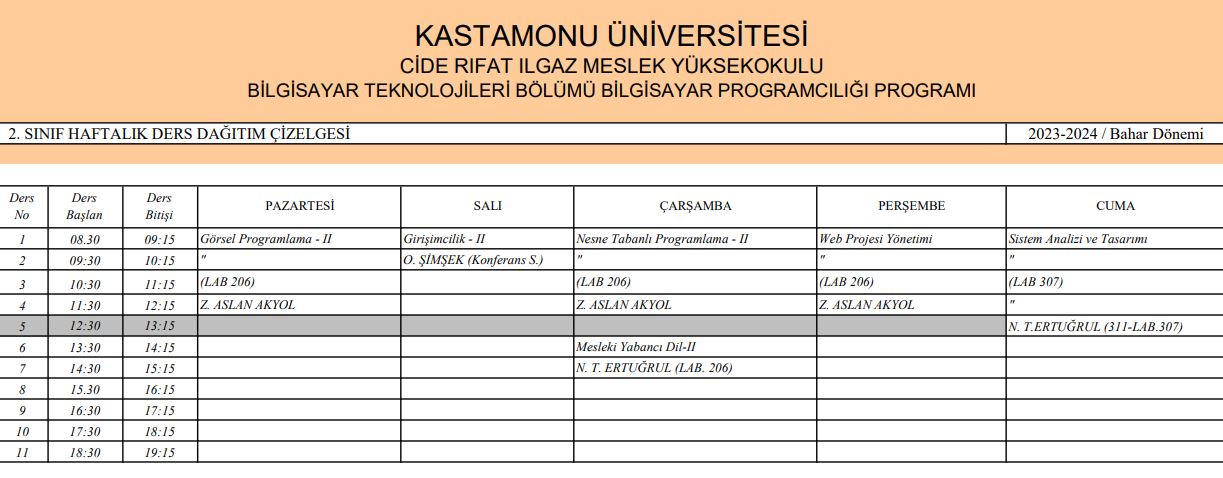 KASTAMONU ÜNİVERSİTESİ
CİDE RIFAT ILGAZ MESLEK YÜKSEKOKULU
BİLGİSAYAR TEKNOLOJİLERİ BÖLÜMÜ BİLGİSAYAR PROGRAMCILIĞI PROGRAMI
2. SINIF HAFTALIK DERS DAĞITIM ÇİZELGESİ 2023-2024 / Bahar Dönemi
Ders No Ders Başlan Ders Bitişi PAZARTESİ SALI ÇARŞAMBA PERŞEMBE CUMA
1 08.30 09:15 Görsel Programlama - II Girişimcilik - II Nesne Tabanlı Programlama - II Web Projesi Yönetimi Sistem Analizi ve Tasarımı
2 09:30 10:15 " O. ŞİMŞEK (Konferans S.) " " "
3 10:30 11:15 (LAB 206) (LAB 206) (LAB 206) (LAB 307)
4 11:30 12:15 Z. ASLAN AKYOL Z. ASLAN AKYOL Z. ASLAN AKYOL "
5 12:30 13:15 N. T.ERTUĞRUL (311-LAB.307)
6 13:30 14:15 Mesleki Yabancı Dil-II
7 14:30 15:15 N. T. ERTUĞRUL (LAB. 206)
8 15.30 16:15
9 16:30 17:15
10 17:30 18:15
11 18:30 19:15